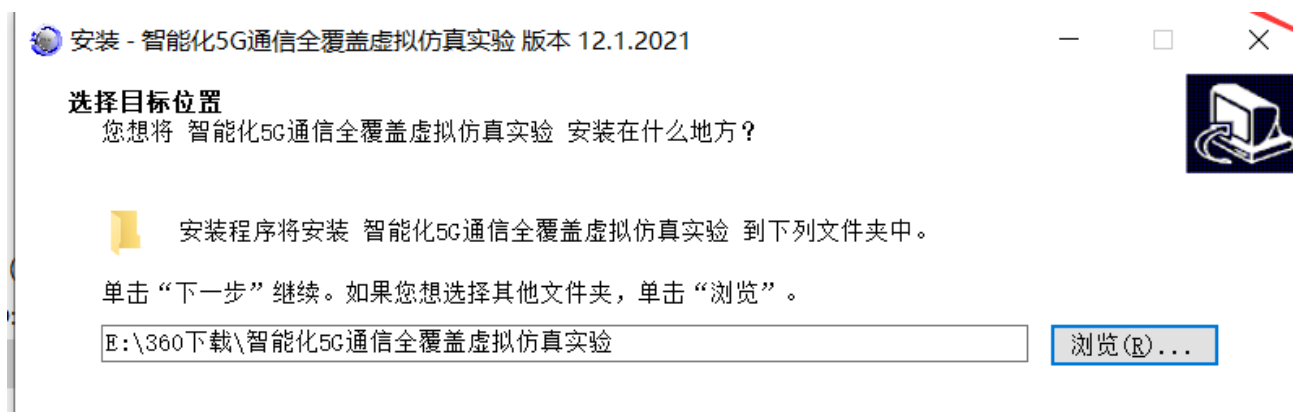 安装 - 智能化5G通信全覆盖虚拟仿真实验 版本 12.1.2021
选择目标位置
您想将 智能化5G通信全覆盖虚拟仿真实验 安装在什么地方？
安装程序将安装 智能化5G通信全覆盖虚拟仿真实验 到下列文件夹中。
单击“下一步”继续。如果您想选择其他文件夹，单击“浏览”。
E:\360下载\智能化5G通信全覆盖虚拟仿真实验
浏览(R)...